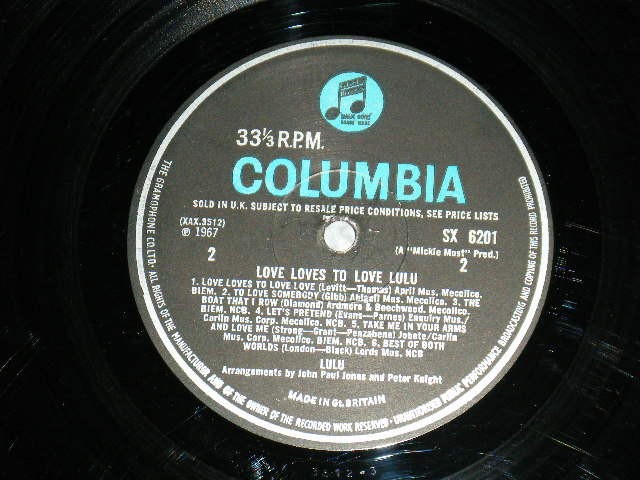 33⅓ R.P.M.
COLUMBIA
SOLD IN U.K. SUBJECT TO RESALE PRICE CONDITIONS, SEE PRICE LISTS
(XAX.3512)
℗ 1967
2
SX 6201
(A "Mickie Most" Prod.)
2
LOVE LOVES TO LOVE LULU
1. LOVE LOVES TO LOVE LOVE (Levitt—Thomas) April Mus. Mecolico.
BIEM. 2. TO LOVE SOMEBODY (Gibb) Abigail Mus. Mecolico. 3. THE
BOAT THAT I ROW (Diamond) Ardmore & Beechwood. Mecolico.
BIEM. NCB. 4. LET'S PRETEND (Evans—Parnes) Enquiry Mus./
Carlin Mus. Corp. Mecolico. NCB. 5. TAKE ME IN YOUR ARMS
AND LOVE ME (Strong—Grant—Penzabene) Jobete/Carlin
Mus. Corp. Mecolico. BIEM. NCB. 6. BEST OF BOTH
WORLDS (London—Black) Lords Mus. NCB
LULU
Arrangements by John Paul Jones and Peter Knight
MADE IN Gt. BRITAIN
THE GRAMOPHONE CO. LTD. ALL RIGHTS OF THE MANUFACTURER AND OF THE OWNER OF THE RECORDED WORK RESERVED · UNAUTHORISED PUBLIC PERFORMANCE BROADCASTING AND COPYING OF THIS RECORD PROHIBITED